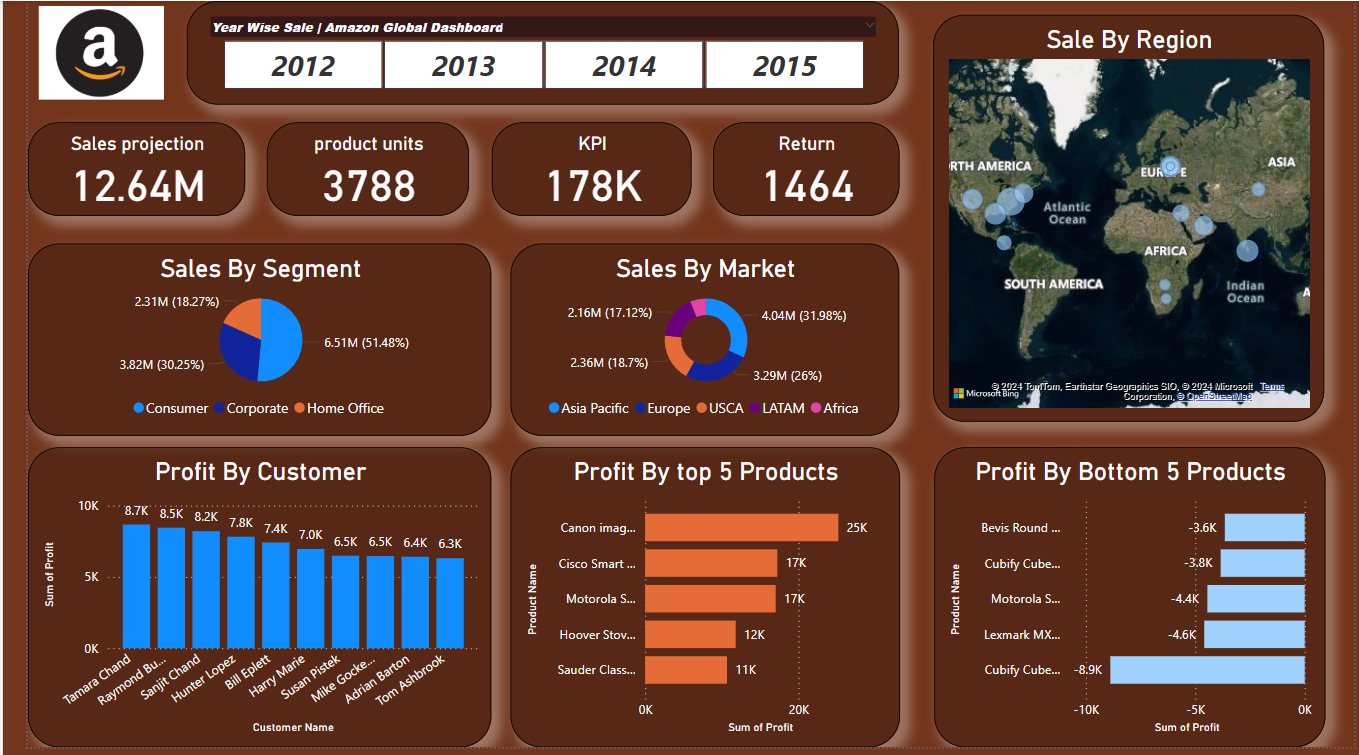 a
Year Wise Sale | Amazon Global Dashboard
2012
2013
2014
2015
Sales projection
12.64M
product units
3788
KPI
178K
Return
1464
Sale By Region
RTH AMERICA
EUROPE
ASIA
Atlantic
Ocean
AFRICA
SOUTH AMERICA
Indian
Ocean
A
Microsoft Bing
© 2024 TomTom, Earthstar Geographics SIO, © 2024 Microsoft Terms
Corporation, © OpenStreetMap
Sales By Segment
2.31M (18.27%)
6.51M (51.48%)
3.82M (30.25%)
Consumer Corporate Home Office
Sales By Market
2.16M (17.12%)
4.04M (31.98%)
2.36M (18.7%)
3.29M (26%)
Asia Pacific Europe USCA LATAM Africa
Profit By Customer
Sum of Profit
10K
5K
0K
8.7K
8.5K
8.2K
7.8K
7.4K
7.0K
6.5K
6.5K
6.4K
6.3K
Tamara Chand
Raymond Bu...
Sanjit Chand
Hunter Lopez
Bill Eplett
Harry Marie
Susan Pistek
Mike Gocke...
Adrian Barton
Tom Ashbrook
Customer Name
Profit By top 5 Products
Product Name
Canon imag... 25K
Cisco Smart ... 17K
Motorola S... 17K
Hoover Stov... 12K
Sauder Class... 11K
0K 20K
Sum of Profit
Profit By Bottom 5 Products
Product Name
Bevis Round ... -3.6K
Cubify Cube... -3.8K
Motorola S... -4.4K
Lexmark MX... -4.6K
Cubify Cube... -8.9K
-10K -5K 0K
Sum of Profit